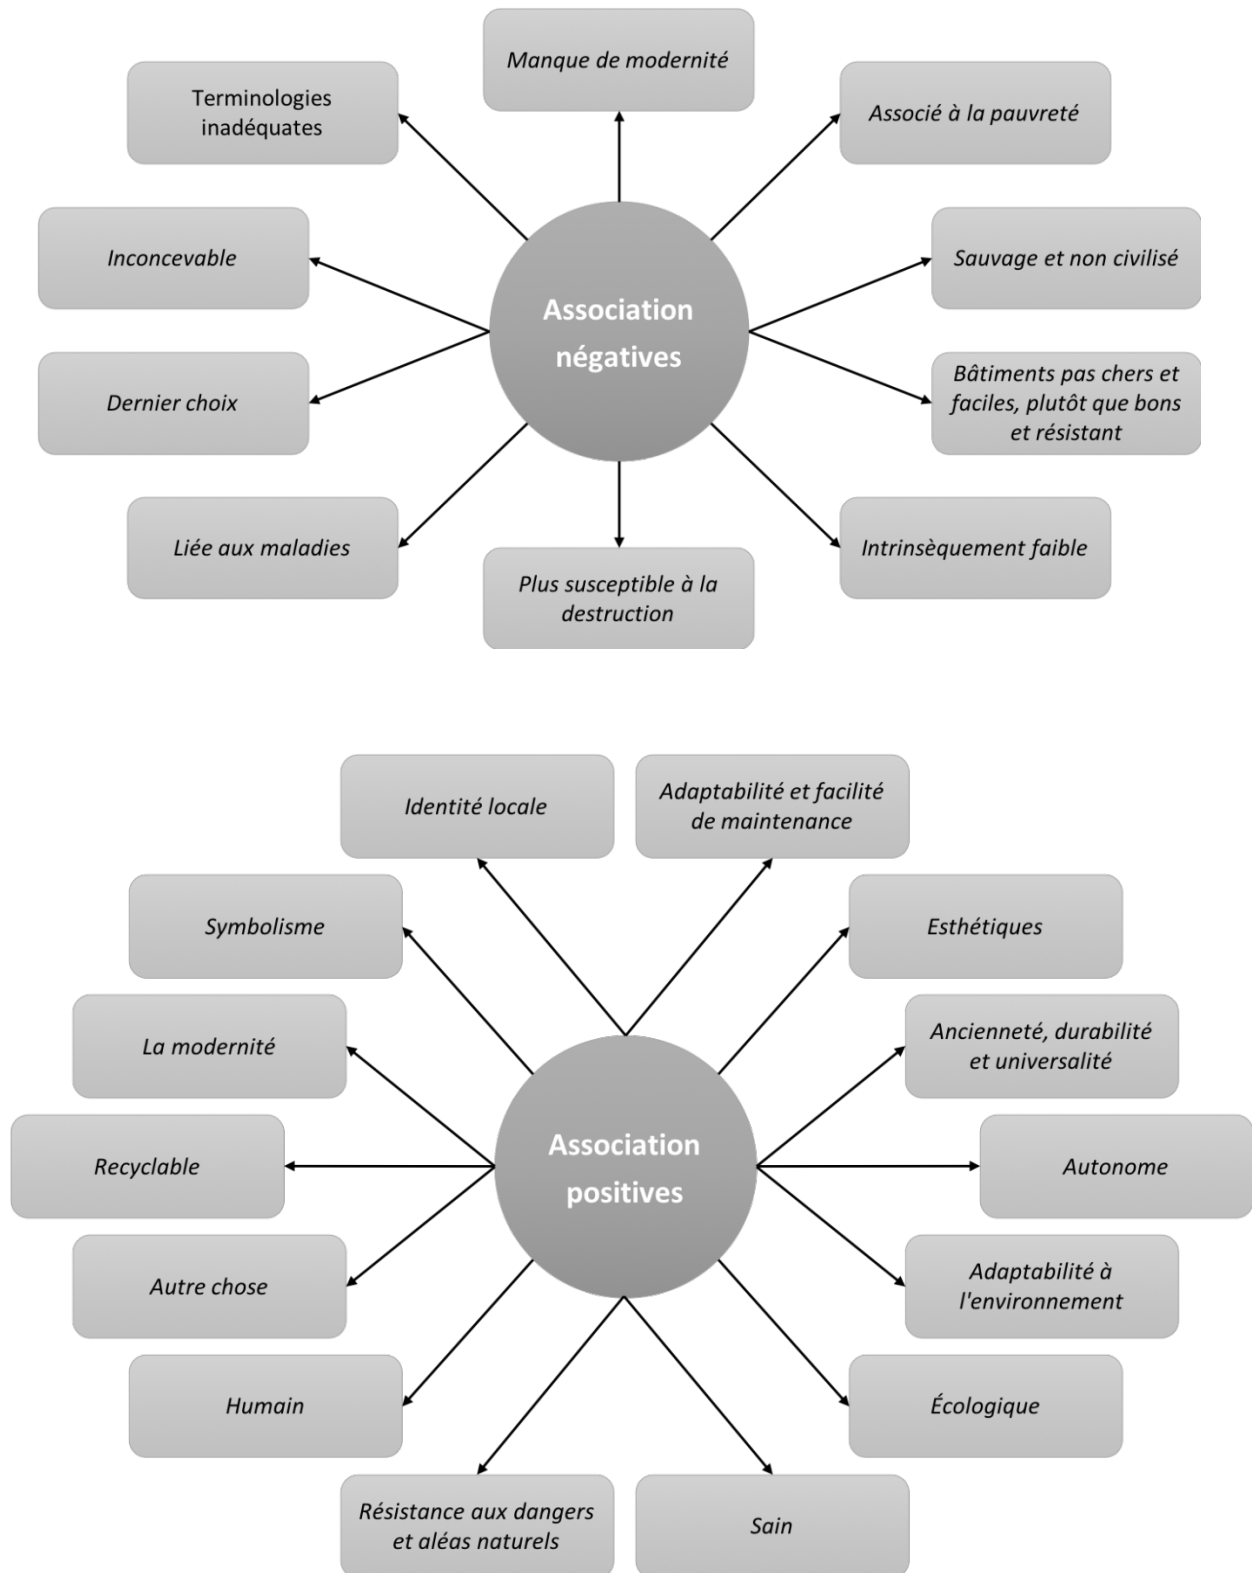 Manque de modernité
Terminologies
inadéquates
Associé à la pauvreté
Inconcevable
Sauvage et non civilisé
Association
négatives
Dernier choix
Bâtiments pas chers et
faciles, plutôt que bons
et résistant
Liée aux maladies
Intrinsèquement faible
Plus susceptible à la
destruction
Identité locale
Adaptabilité et facilité
de maintenance
Symbolisme
Esthétiques
La modernité
Ancienneté, durabilité
et universalité
Recyclable
Association
positives
Autonome
Autre chose
Adaptabilité à
l'environnement
Humain
Écologique
Résistance aux dangers
et aléas naturels
Sain